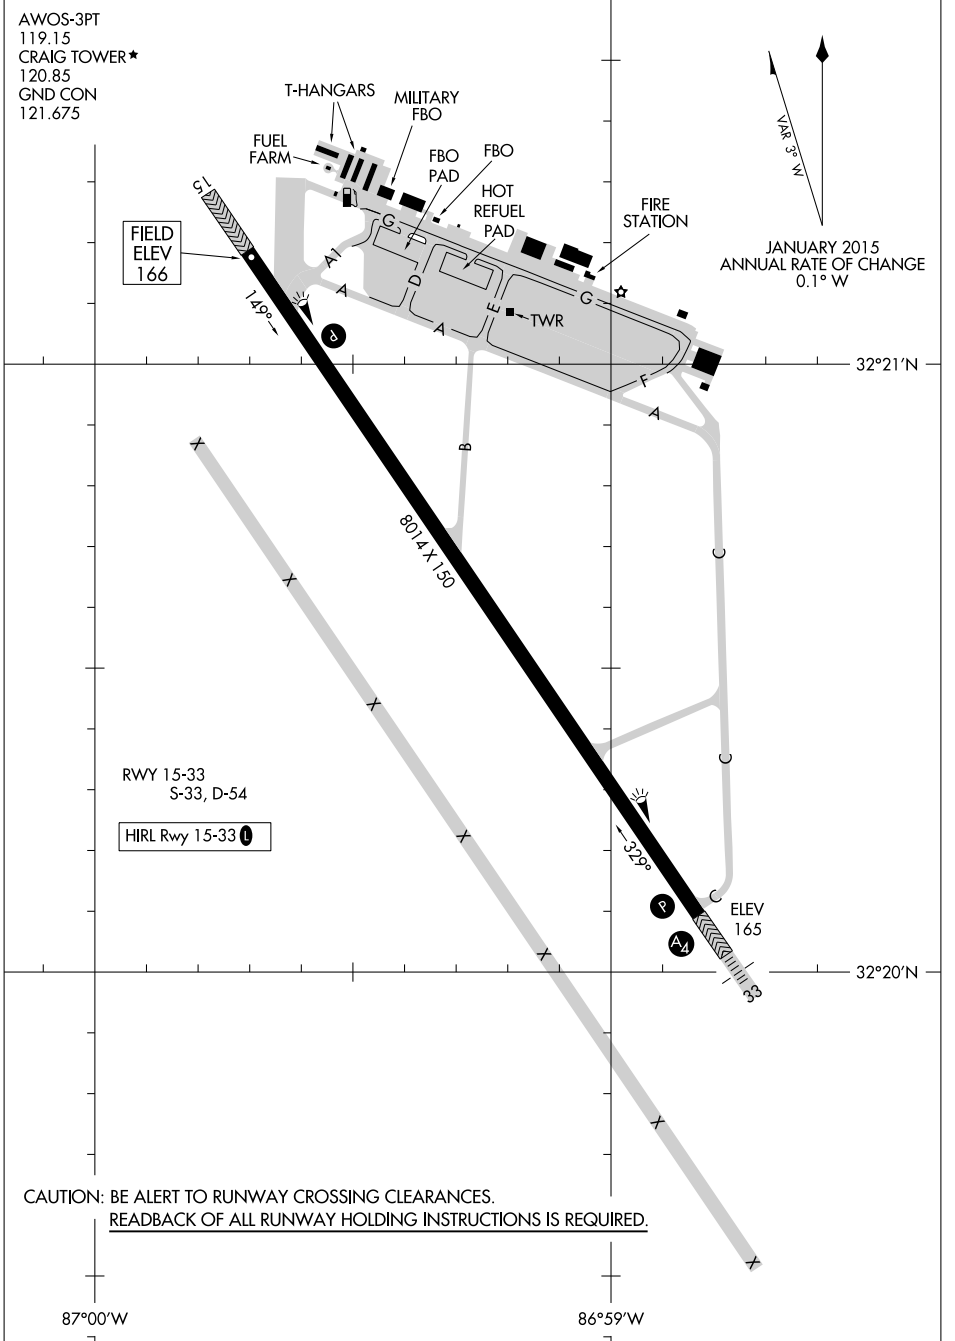 AWOS-3PT
119.15
CRAIG TOWER★
120.85
GND CON
121.675
T-HANGARS
MILITARY
FBO
FUEL
FARM
FBO
PAD
FBO
HOT
REFUEL
PAD
FIRE
STATION
VAR 3° W
JANUARY 2015
ANNUAL RATE OF CHANGE
0.1° W
15
FIELD
ELEV
166
149°
A1
A
G
D
E
A
TWR
G
F
A
P
32°21'N
X
B
8014 X 150
C
X
X
C
RWY 15-33
S-33, D-54
HIRL Rwy 15-33 L
X
329°
C
P
ELEV
165
A4
X
32°20'N
33
X
CAUTION: BE ALERT TO RUNWAY CROSSING CLEARANCES.
READBACK OF ALL RUNWAY HOLDING INSTRUCTIONS IS REQUIRED.
X
87°00'W
86°59'W